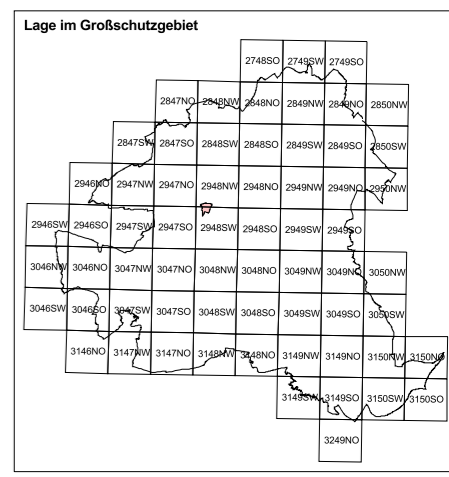 Lage im Großschutzgebiet
2748SO 2749SW 2749SO
2847NO 2848NW 2848NO 2849NW 2849NO 2850NW
2847SW 2847SO 2848SW 2848SO 2849SW 2849SO 2850SW
2946NO 2947NW 2947NO 2948NW 2948NO 2949NW 2949NO 2950NW
2946SW 2946SO 2947SW 2947SO 2948SW 2948SO 2949SW 2949SO
3046NW 3046NO 3047NW 3047NO 3048NW 3048NO 3049NW 3049NO 3050NW
3046SW 3046SO 3047SW 3047SO 3048SW 3048SO 3049SW 3049SO 3050SW
3146NO 3147NW 3147NO 3148NW 3148NO 3149NW 3149NO 3150NW 3150NO
3149SW 3149SO 3150SW 3150SO
3249NO